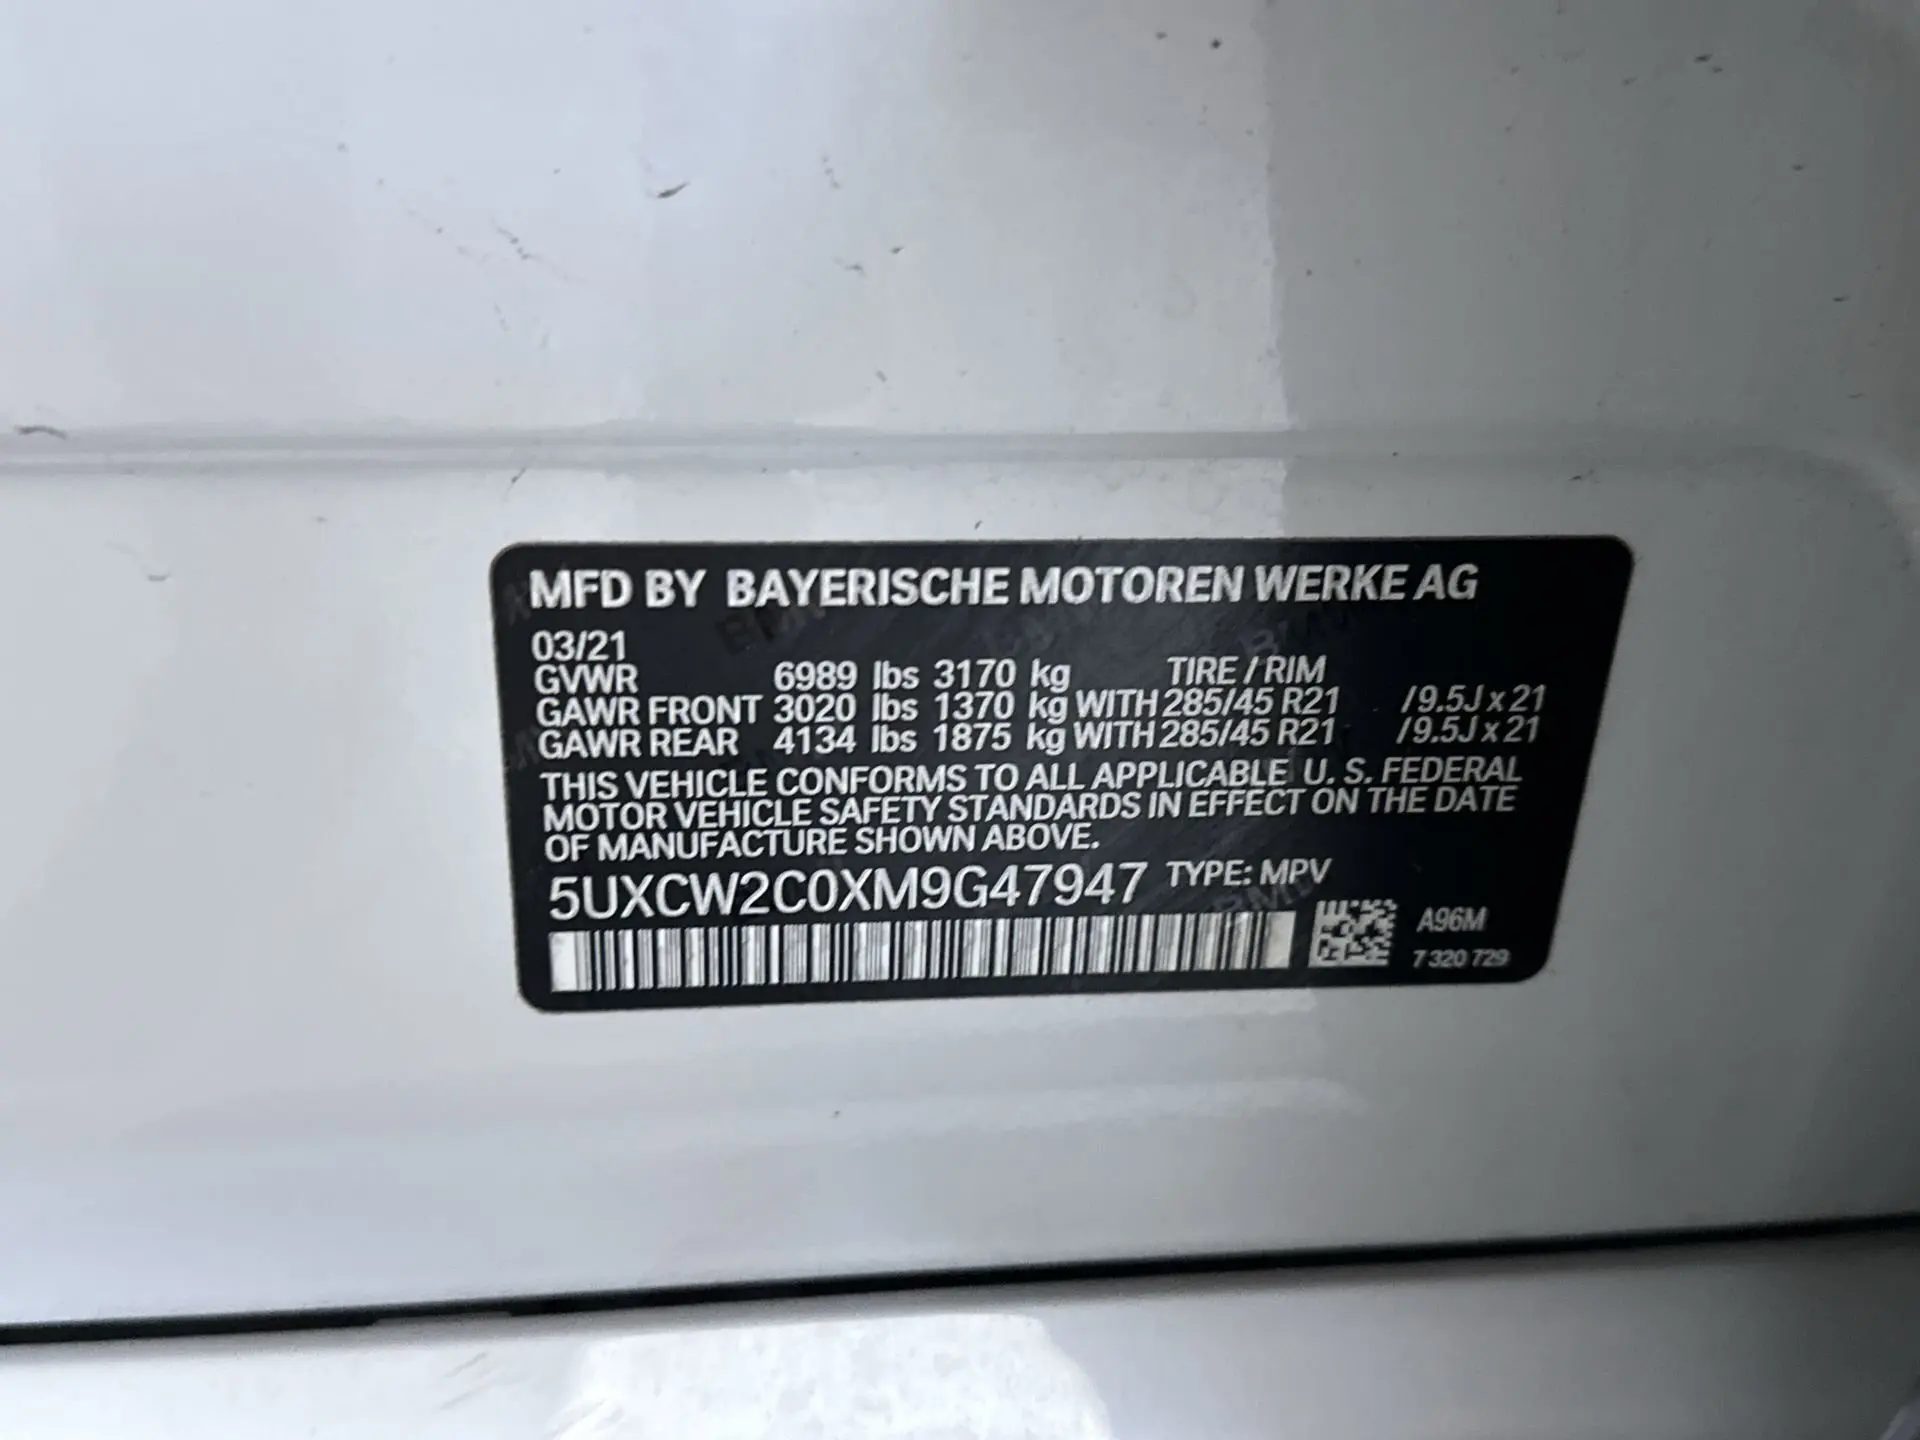 MFD BY BAYERISCHE MOTOREN WERKE AG
03/21
GVWR 6989 lbs 3170 kg TIRE / RIM
GAWR FRONT 3020 lbs 1370 kg WITH 285/45 R21 /9.5J x 21
GAWR REAR 4134 lbs 1875 kg WITH 285/45 R21 /9.5J x 21
THIS VEHICLE CONFORMS TO ALL APPLICABLE U. S. FEDERAL
MOTOR VEHICLE SAFETY STANDARDS IN EFFECT ON THE DATE
OF MANUFACTURE SHOWN ABOVE.
5UXCW2C0XM9G47947 TYPE: MPV
A96M
7 320 729